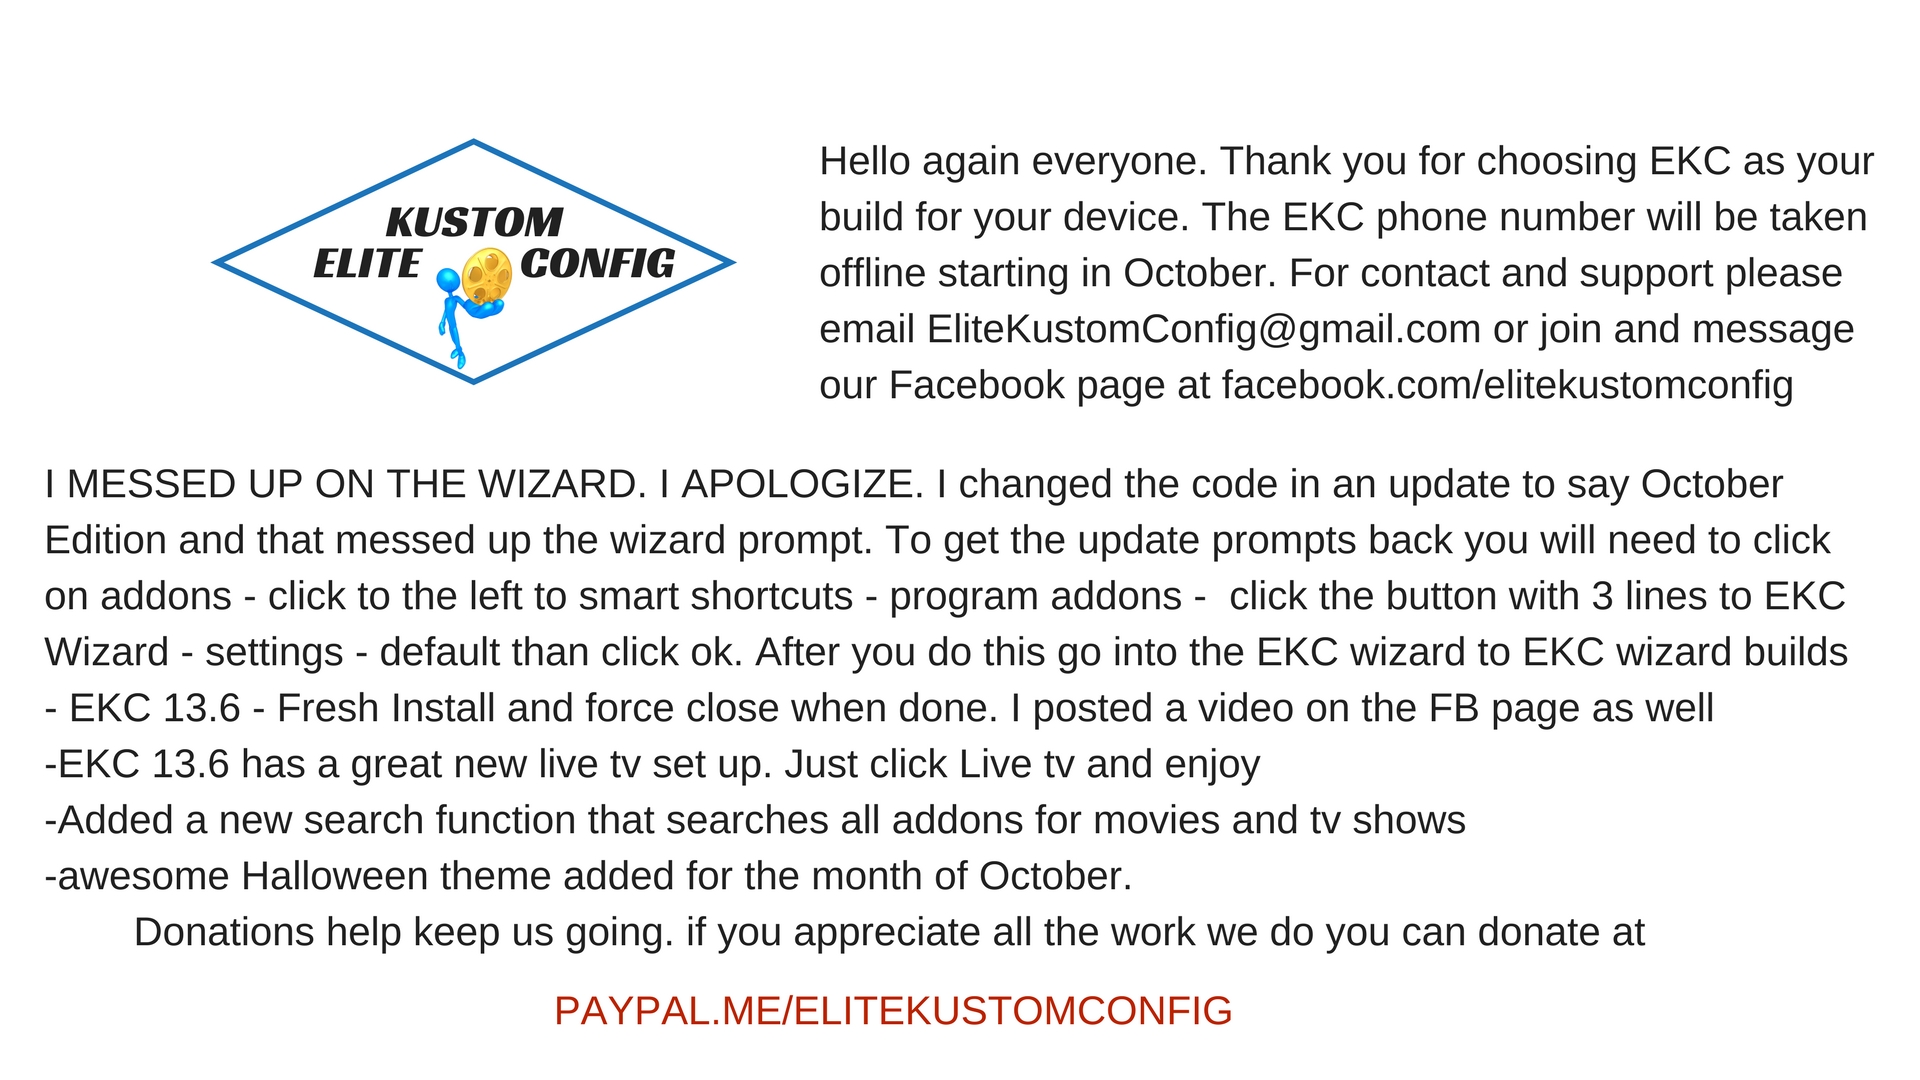 KUSTOM
ELITE CONFIG
Hello again everyone. Thank you for choosing EKC as your
build for your device. The EKC phone number will be taken
offline starting in October. For contact and support please
email EliteKustomConfig@gmail.com or join and message
our Facebook page at facebook.com/elitekustomconfig
I MESSED UP ON THE WIZARD. I APOLOGIZE. I changed the code in an update to say October
Edition and that messed up the wizard prompt. To get the update prompts back you will need to click
on addons - click to the left to smart shortcuts - program addons -  click the button with 3 lines to EKC
Wizard - settings - default than click ok. After you do this go into the EKC wizard to EKC wizard builds
- EKC 13.6 - Fresh Install and force close when done. I posted a video on the FB page as well
-EKC 13.6 has a great new live tv set up. Just click Live tv and enjoy
-Added a new search function that searches all addons for movies and tv shows
-awesome Halloween theme added for the month of October.
Donations help keep us going. if you appreciate all the work we do you can donate at
PAYPAL.ME/ELITEKUSTOMCONFIG